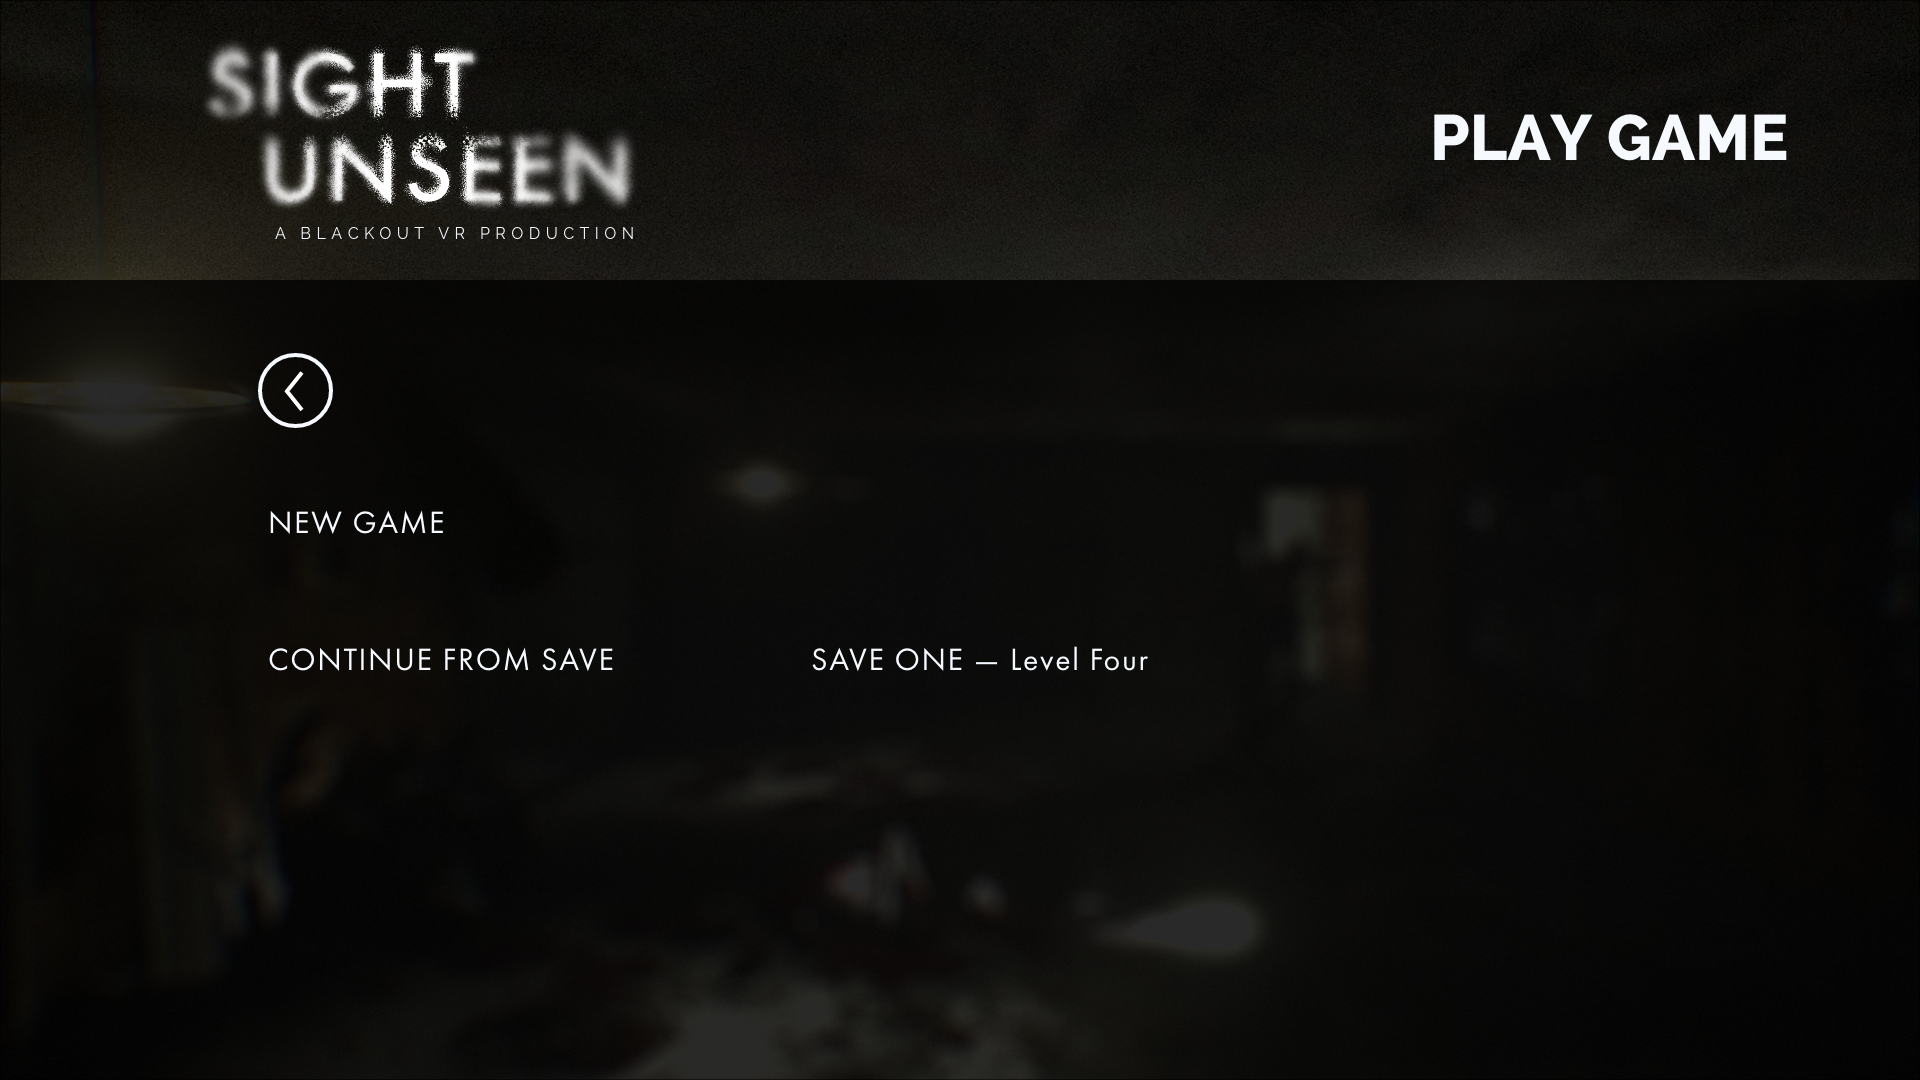 SIGHT
UNSEEN
A BLACKOUT VR PRODUCTION
PLAY GAME
NEW GAME
CONTINUE FROM SAVE
SAVE ONE — Level Four